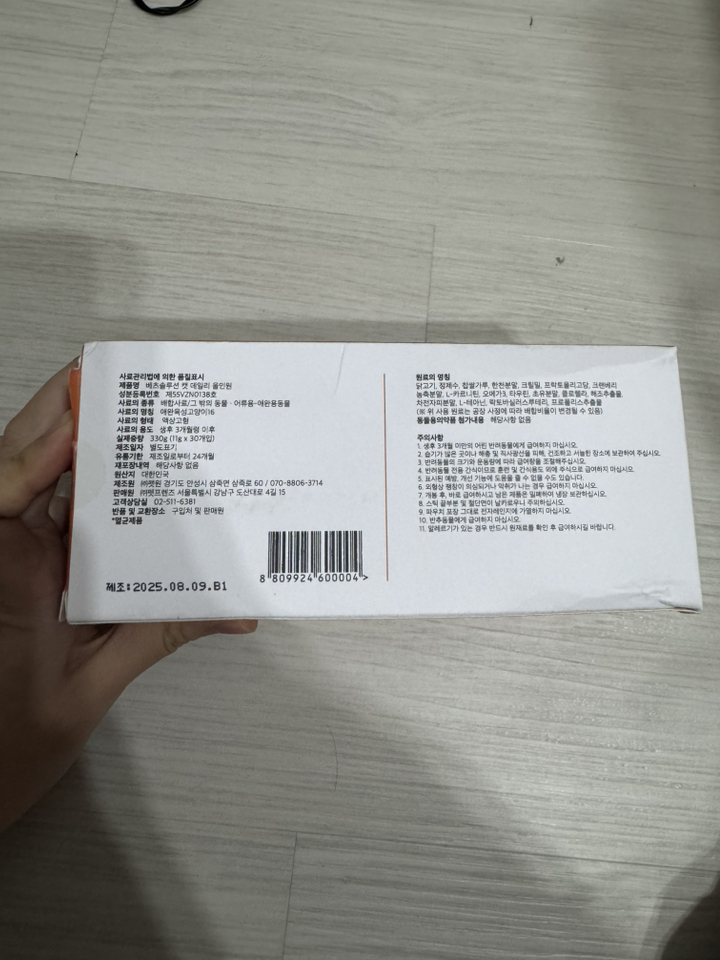 사료관리법에 의한 품질표시
제품명 베츠솔루션 캣 데일리 올인원
성분등록번호 제55VZN0138호
사료의 종류 배합사료/그 밖의 동물·어류용-애완용동물
사료의 명칭 애완육성고양이16
사료의 형태 액상고형
사료의 용도 생후 3개월령 이후
실제중량 330g (11g x 30개입)
제조일자 별도표기
유통기한 제조일로부터 24개월
재포장내역 해당사항 없음
원산지 대한민국
제조원 ㈜펫원 경기도 안성시 삼죽면 삼죽로 60 / 070-8806-3714
판매원 ㈜펫프렌즈 서울특별시 강남구 도산대로 4길 15
고객상담실 02-511-6381
반품 및 교환장소 구입처 및 판매원
*멸균제품
제조:2025.08.09.B1
8 809924 600004 >
원료의 명칭
닭고기, 정제수, 찹쌀가루, 한천분말, 크릴밀, 프락토올리고당, 크랜베리
농축분말, L-카르니틴, 오메가3, 타우린, 초유분말, 클로렐라, 해조추출물,
차전자피분말, L-테아닌, 락토바실러스루테리, 프로폴리스추출물
(※ 위 사용 원료는 공장 사정에 따라 배합비율이 변경될 수 있음)
동물용의약품 첨가내용 해당사항 없음
주의사항
1. 생후 3개월 미만의 어린 반려동물에게 급여하지 마십시오.
2. 습기가 많은 곳이나 해충 및 직사광선을 피해, 건조하고 서늘한 장소에 보관하여 주십시오.
3. 반려동물의 크기와 운동량에 따라 급여량을 조절해주십시오.
4. 반려동물 전용 간식이므로 훈련 및 간식용도 외에 주식으로 급여하지 마십시오.
5. 표시된 예방, 개선 기능에 도움을 줄 수 없을 수도 있습니다.
6. 외형상 팽창이 의심되거나 악취가 나는 경우 급여하지 마십시오.
7. 개봉 후, 바로 급여하시고 남은 제품은 밀폐하여 냉장 보관하십시오.
8. 스틱 끝부분 및 절단면이 날카로우니 주의하십시오.
9. 파우치 포장 그대로 전자레인지에 가열하지 마십시오.
10. 반추동물에게 급여하지 마십시오.
11. 알레르기가 있는 경우 반드시 원재료를 확인 후 급여하시길 바랍니다.